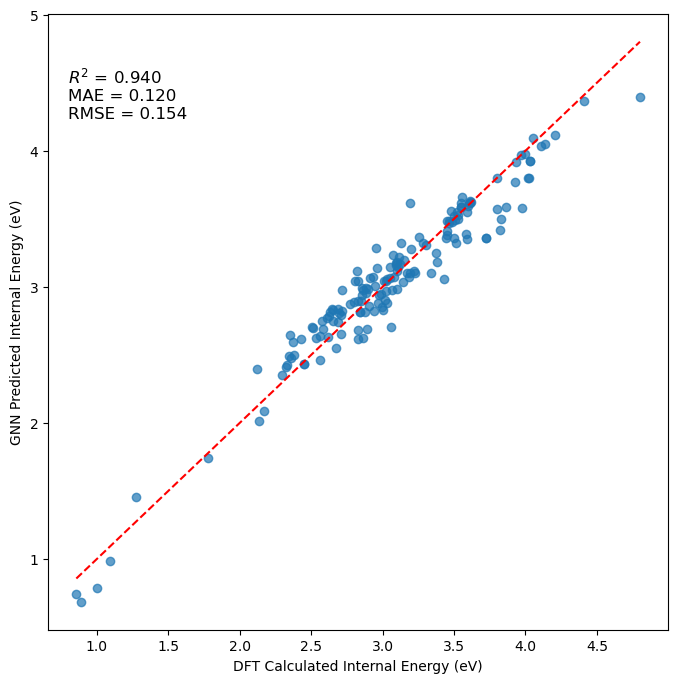 5
R² = 0.940
MAE = 0.120
RMSE = 0.154
4
3
2
1
GNN Predicted Internal Energy (eV)
1.0 1.5 2.0 2.5 3.0 3.5 4.0 4.5
DFT Calculated Internal Energy (eV)